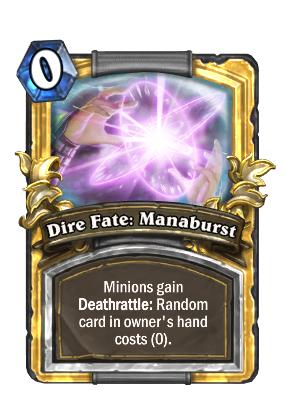 0
Dire Fate: Manaburst
Minions gain
Deathrattle: Random
card in owner's hand
costs (0).